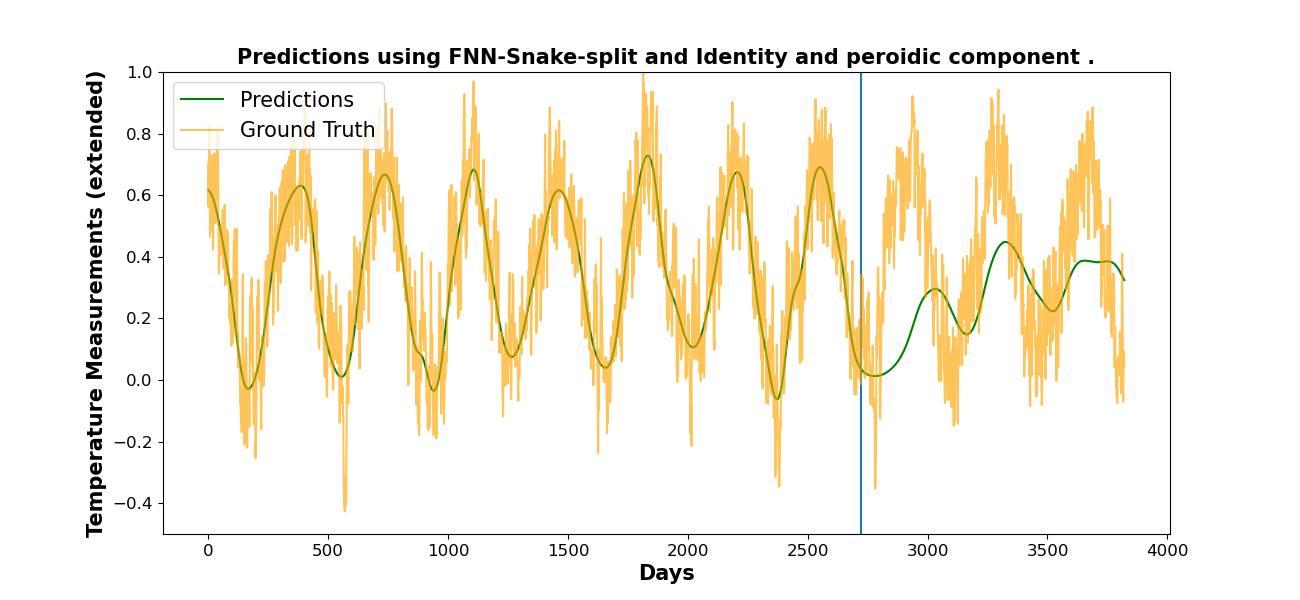 Predictions using FNN-Snake-split and Identity and peroidic component .
Temperature Measurements (extended)
Predictions
Ground Truth
1.0
0.8
0.6
0.4
0.2
0.0
−0.2
−0.4
0 500 1000 1500 2000 2500 3000 3500 4000
Days